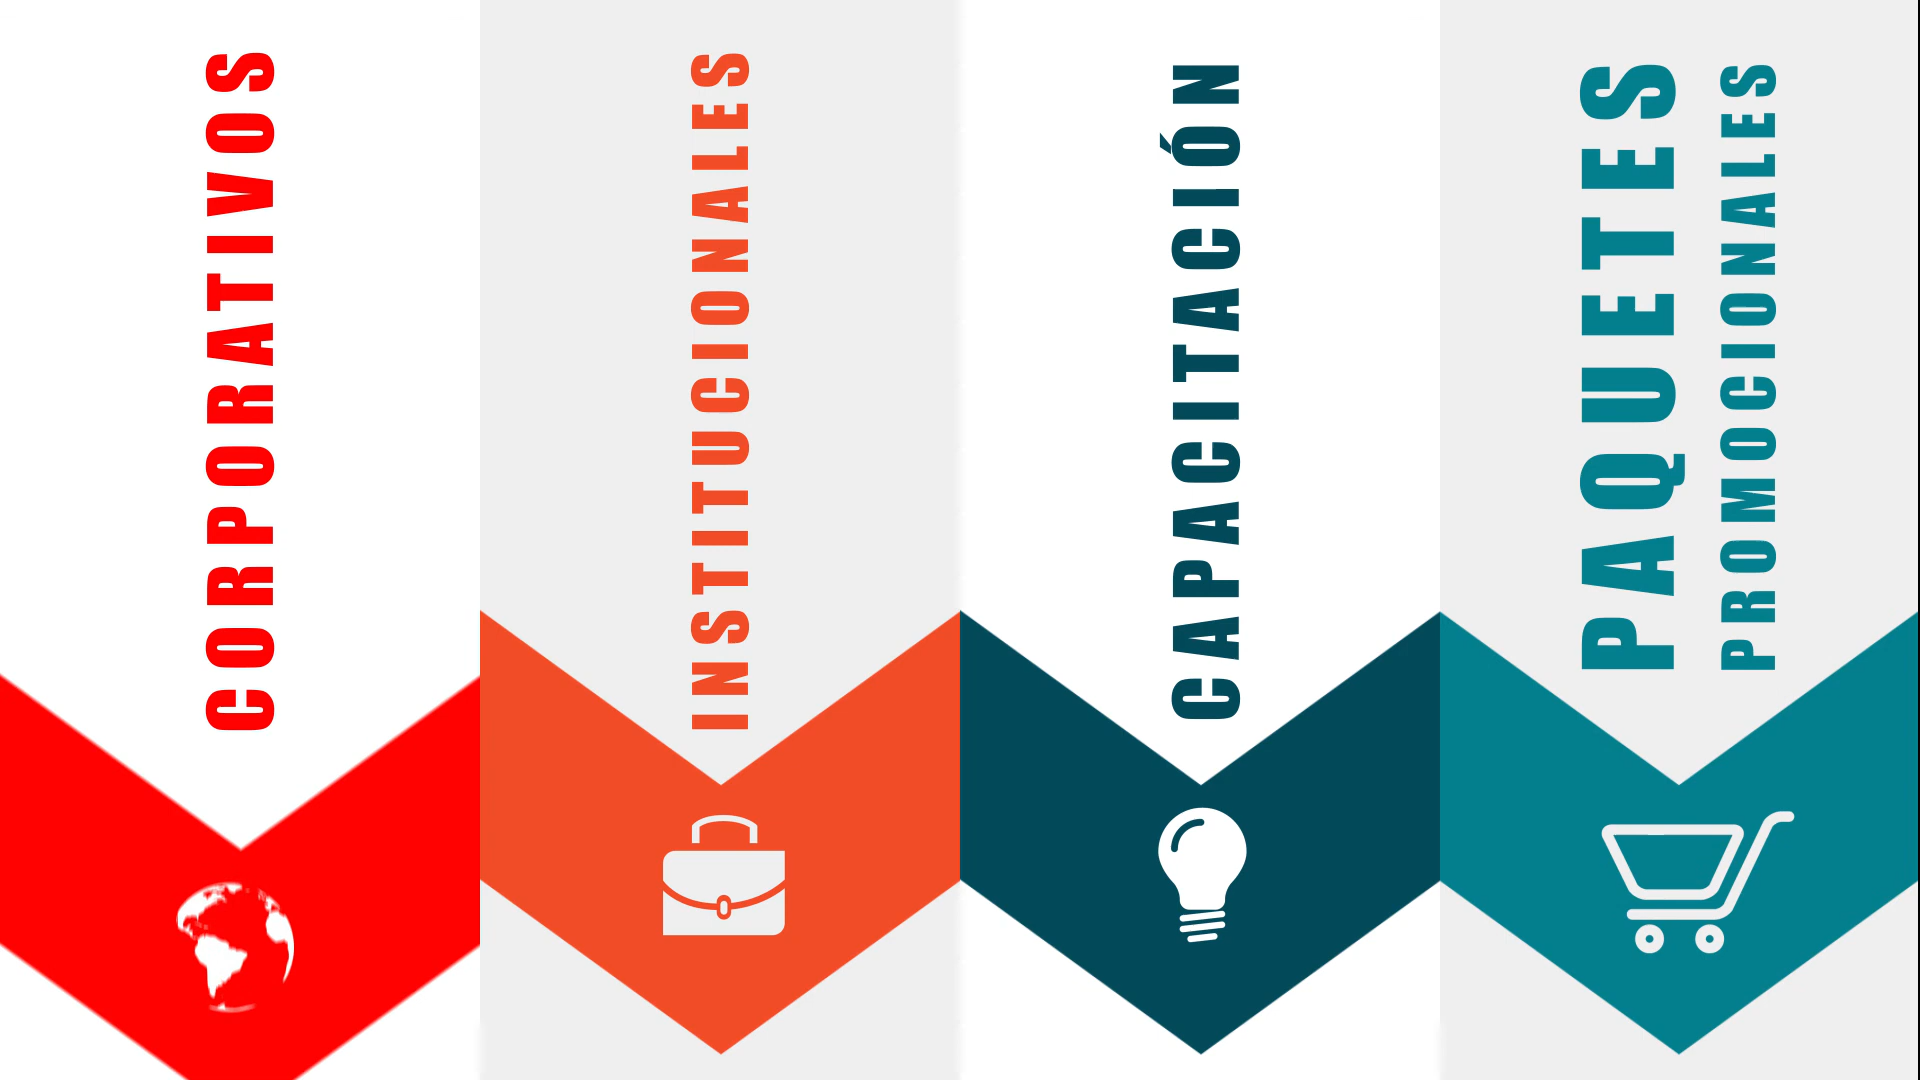 CORPORATIVOS
INSTITUCIONALES
CAPACITACIÓN
PAQUETES
PROMOCIONALES